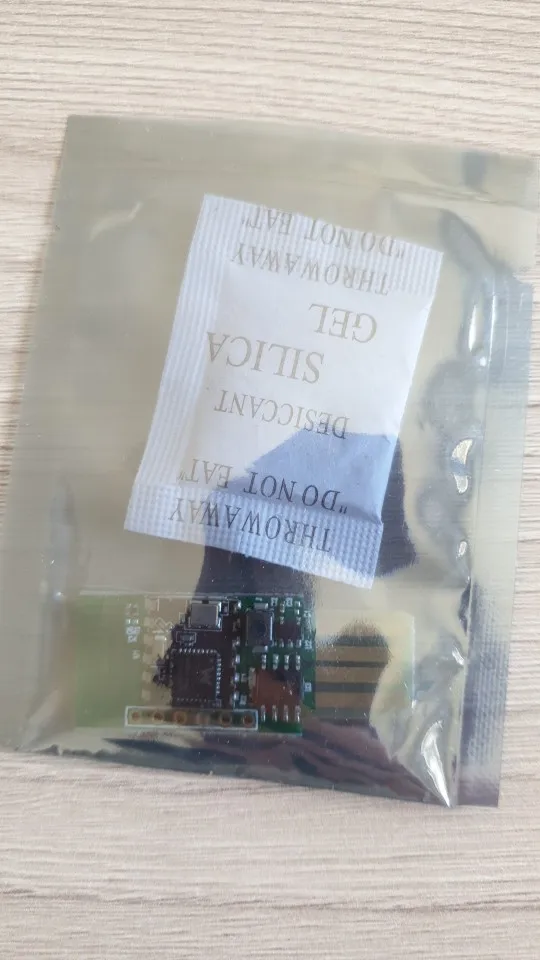 THROWAWAY
"DO NOT EAT"
DESICCANT
SILICA
GEL
THROWAWAY
"DO NOT EAT"